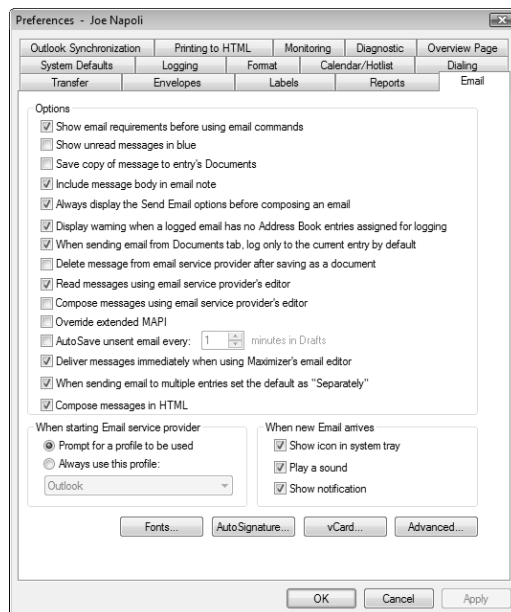 Preferences - Joe Napoli
Outlook Synchronization Printing to HTML Monitoring Diagnostic Overview Page
System Defaults Logging Format Calendar/Hotlist Dialing
Transfer Envelopes Labels Reports Email
Options
Show email requirements before using email commands
Show unread messages in blue
Save copy of message to entry's Documents
Include message body in email note
Always display the Send Email options before composing an email
Display warning when a logged email has no Address Book entries assigned for logging
When sending email from Documents tab, log only to the current entry by default
Delete message from email service provider after saving as a document
Read messages using email service provider's editor
Compose messages using email service provider's editor
Override extended MAPI
AutoSave unsent email every: 1 minutes in Drafts
Deliver messages immediately when using Maximizer's email editor
When sending email to multiple entries set the default as "Separately"
Compose messages in HTML
When starting Email service provider
Prompt for a profile to be used
Always use this profile:
Outlook
When new Email arrives
Show icon in system tray
Play a sound
Show notification
Fonts... AutoSignature... vCard... Advanced...
OK Cancel Apply